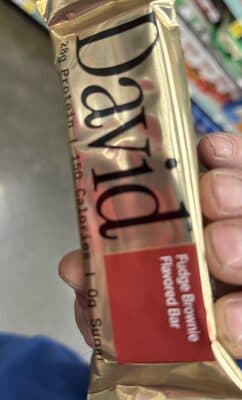 David
28g Protein | 150 Calories | 0g Sugar
Fudge Brownie
Flavored Bar